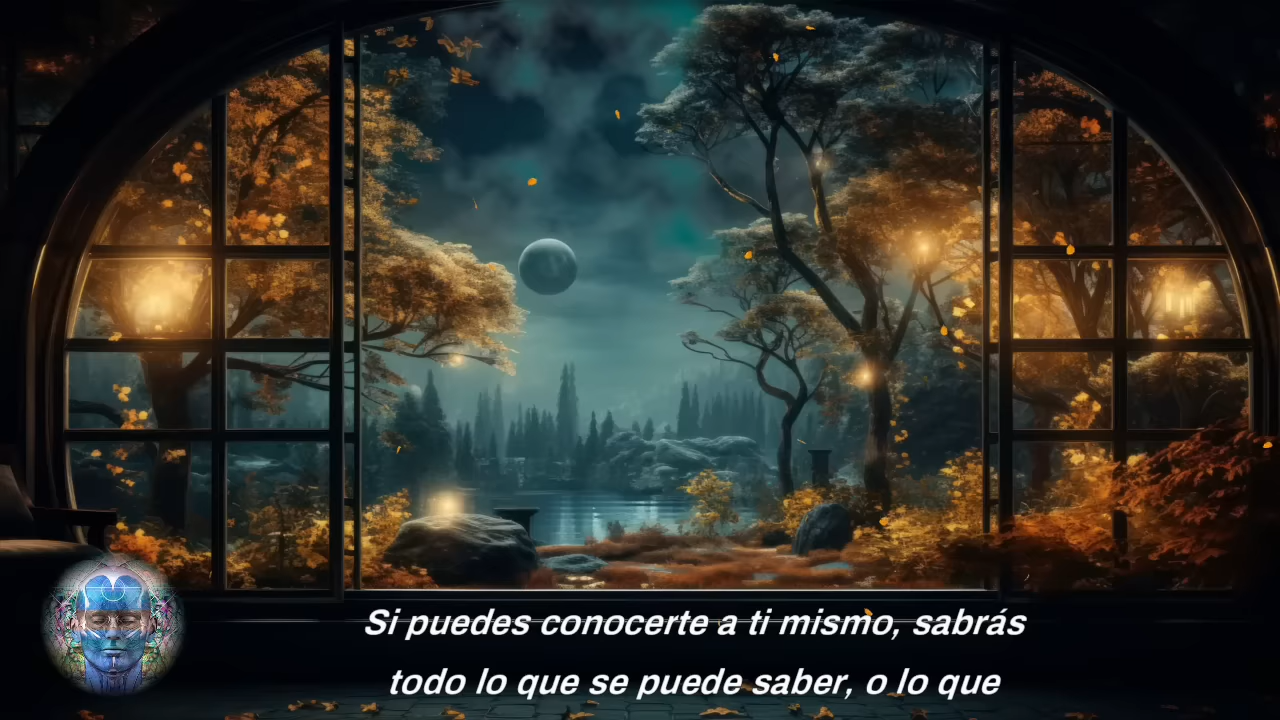 Si puedes conocerte a ti mismo, sabrás
todo lo que se puede saber, o lo que